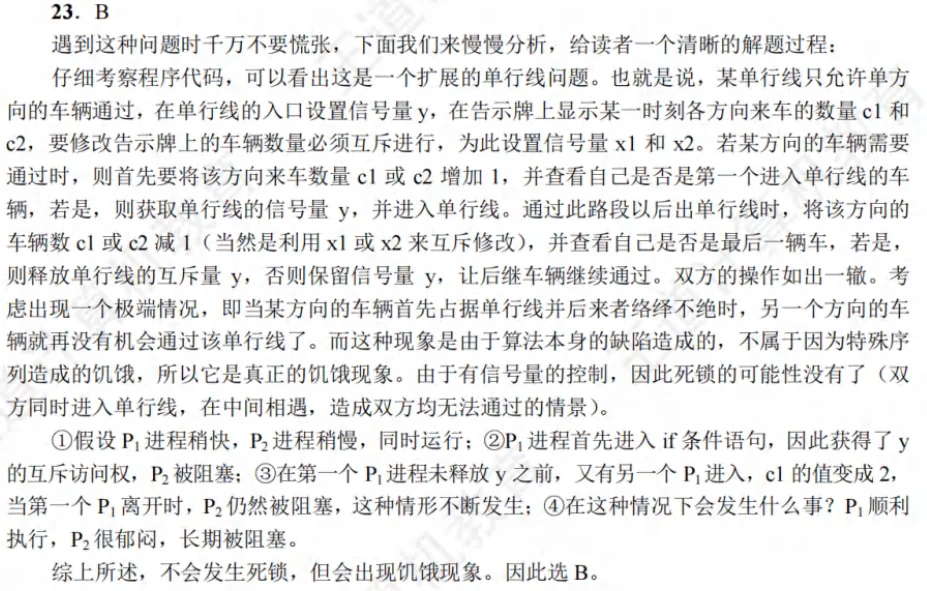 23．B
遇到这种问题时千万不要慌张，下面我们来慢慢分析，给读者一个清晰的解题过程：
仔细考察程序代码，可以看出这是一个扩展的单行线问题。也就是说，某单行线只允许单方
向的车辆通过，在单行线的入口设置信号量 y，在告示牌上显示某一时刻各方向来车的数量 c1 和
c2，要修改告示牌上的车辆数量必须互斥进行，为此设置信号量 x1 和 x2。若某方向的车辆需要
通过时，则首先要将该方向来车数量 c1 或 c2 增加 1，并查看自己是否是第一个进入单行线的车
辆，若是，则获取单行线的信号量 y，并进入单行线。通过此路段以后出单行线时，将该方向的
车辆数 c1 或 c2 减 1（当然是利用 x1 或 x2 来互斥修改），并查看自己是否是最后一辆车，若是，
则释放单行线的互斥量 y，否则保留信号量 y，让后继车辆继续通过。双方的操作如出一辙。考
虑出现一个极端情况，即当某方向的车辆首先占据单行线并后来者络绎不绝时，另一个方向的车
辆就再没有机会通过该单行线了。而这种现象是由于算法本身的缺陷造成的，不属于因为特殊序
列造成的饥饿，所以它是真正的饥饿现象。由于有信号量的控制，因此死锁的可能性没有了（双
方同时进入单行线，在中间相遇，造成双方均无法通过的情景）。
①假设 P₁进程稍快，P₂进程稍慢，同时运行；②P₁进程首先进入 if 条件语句，因此获得了 y
的互斥访问权，P₂被阻塞；③在第一个 P₁进程未释放 y 之前，又有另一个 P₁进入，c1 的值变成 2，
当第一个 P₁离开时，P₂仍然被阻塞，这种情形不断发生；④在这种情况下会发生什么事？P₁顺利
执行，P₂很郁闷，长期被阻塞。
综上所述，不会发生死锁，但会出现饥饿现象。因此选 B。